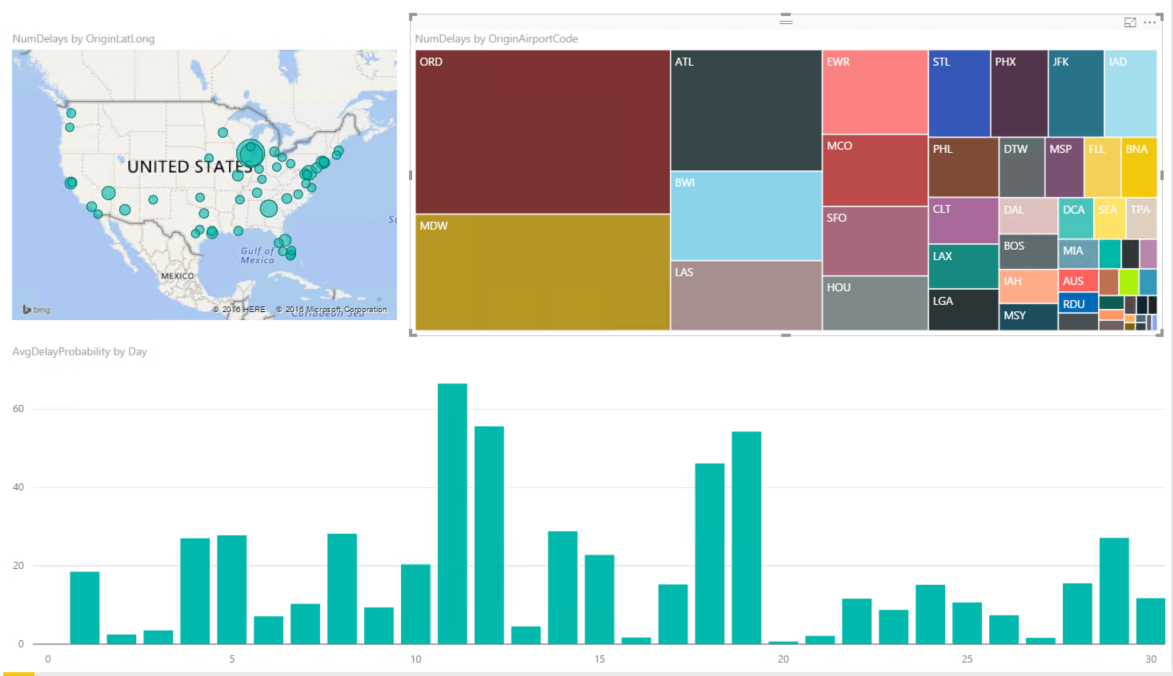 NumDelays by OriginLatLong
UNITED STATES
Gulf of
Mexico
MEXICO
Caribbean Sea
bing
© 2016 HERE © 2016 Microsoft Corporation
NumDelays by OriginAirportCode
ORD
MDW
ATL
BWI
LAS
EWR
MCO
SFO
HOU
STL
PHX
JFK
IAD
PHL
CLT
LAX
LGA
DTW
MSP
FLL
BNA
DAL
BOS
IAH
MSY
DCA
SEA
TPA
MIA
AUS
RDU
AvgDelayProbability by Day
60
40
20
0
0 5 10 15 20 25 30